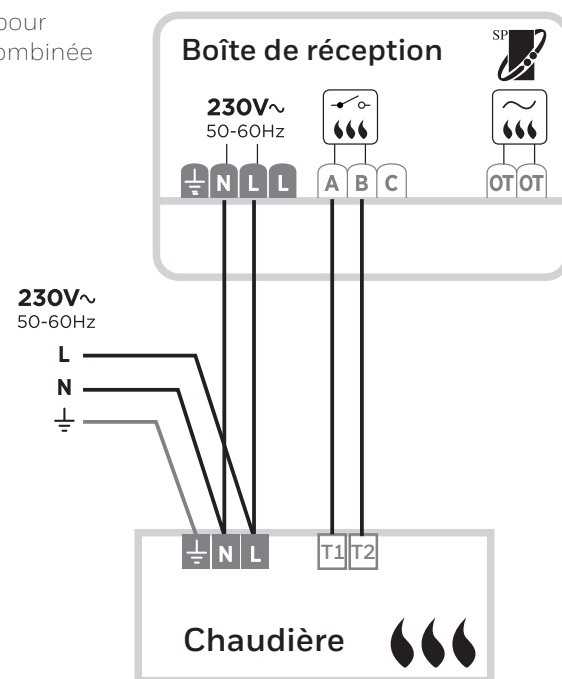 pour
ombinée
Boîte de réception
SP
230V~
50-60Hz
N L L A B C OT OT
230V~
50-60Hz
L
N
N L T1 T2
Chaudière